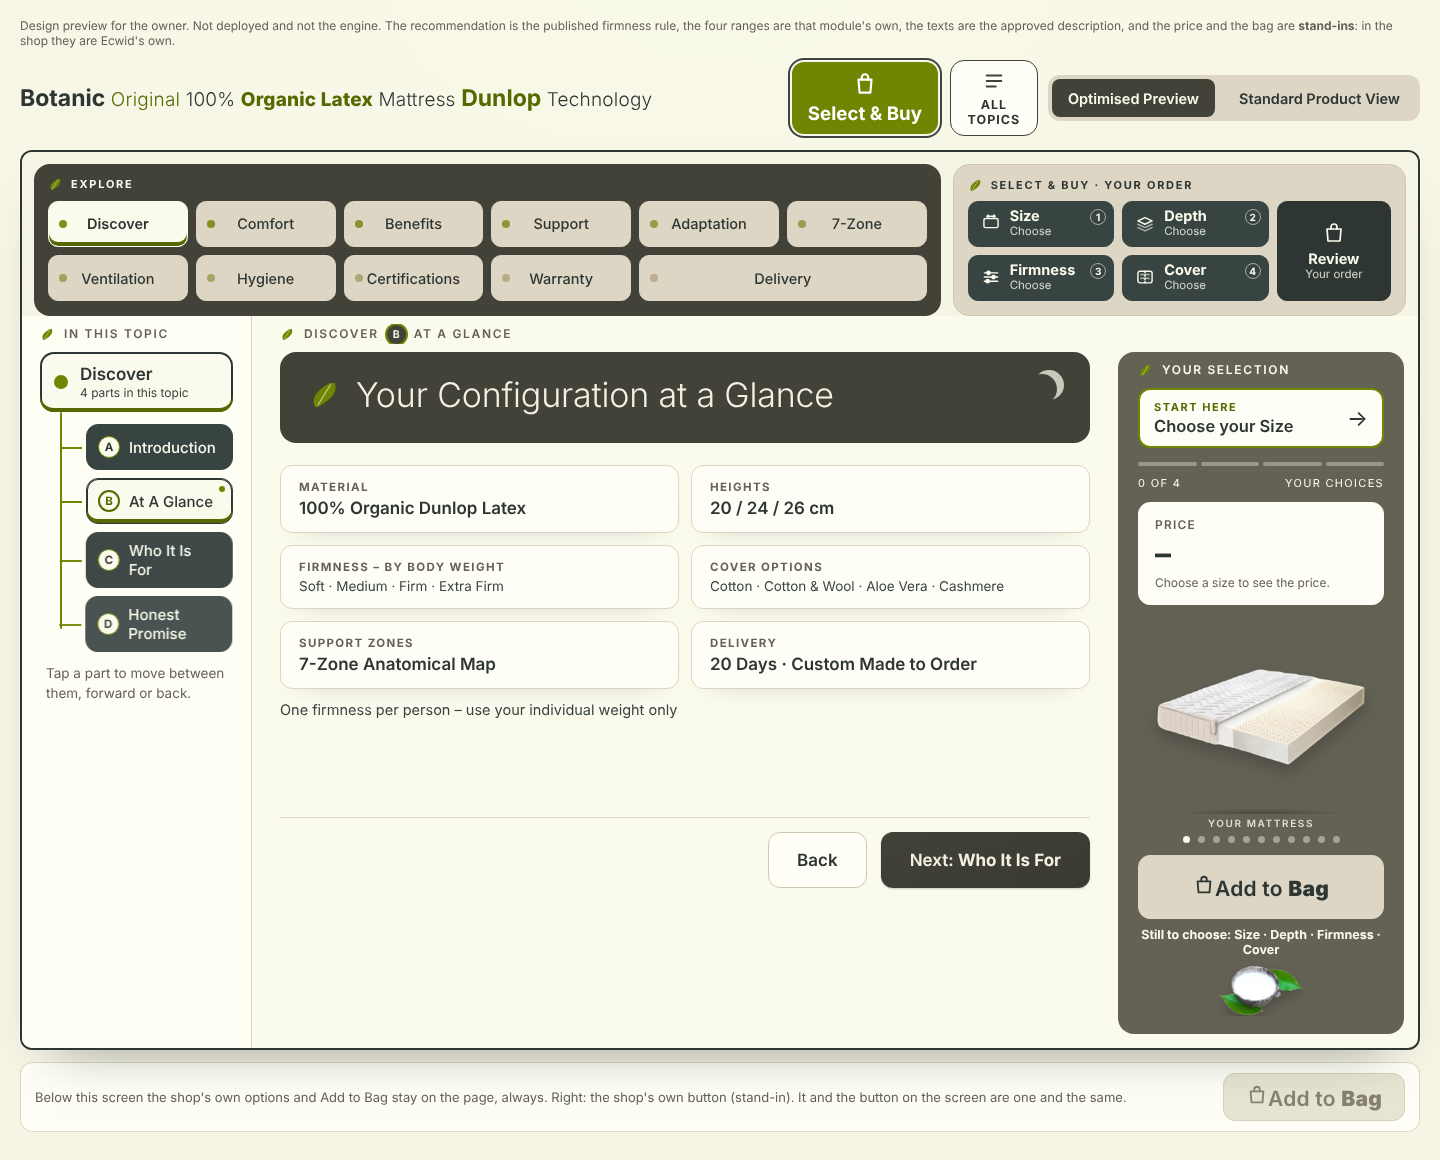 Design preview for the owner. Not deployed and not the engine. The recommendation is the published firmness rule, the four ranges are that module's own, the texts are the approved description, and the price and the bag are stand-ins: in the
shop they are Ecwid's own.
Botanic Original 100% Organic Latex Mattress Dunlop Technology
Select & Buy
ALL
TOPICS
Optimised Preview
Standard Product View
EXPLORE
Discover
Comfort
Benefits
Support
Adaptation
7-Zone
Ventilation
Hygiene
Certifications
Warranty
Delivery
SELECT & BUY · YOUR ORDER
Size
Choose
1
Depth
Choose
2
Firmness
Choose
3
Cover
Choose
4
Review
Your order
IN THIS TOPIC
Discover
4 parts in this topic
A Introduction
B At A Glance
C Who It Is
For
D Honest
Promise
Tap a part to move between
them, forward or back.
DISCOVER B AT A GLANCE
Your Configuration at a Glance
MATERIAL
100% Organic Dunlop Latex
HEIGHTS
20 / 24 / 26 cm
FIRMNESS – BY BODY WEIGHT
Soft · Medium · Firm · Extra Firm
COVER OPTIONS
Cotton · Cotton & Wool · Aloe Vera · Cashmere
SUPPORT ZONES
7-Zone Anatomical Map
DELIVERY
20 Days · Custom Made to Order
One firmness per person – use your individual weight only
Back
Next: Who It Is For
YOUR SELECTION
START HERE
Choose your Size
0 OF 4
YOUR CHOICES
PRICE
–
Choose a size to see the price.
YOUR MATTRESS
Add to Bag
Still to choose: Size · Depth · Firmness ·
Cover
Below this screen the shop's own options and Add to Bag stay on the page, always. Right: the shop's own button (stand-in). It and the button on the screen are one and the same.
Add to Bag